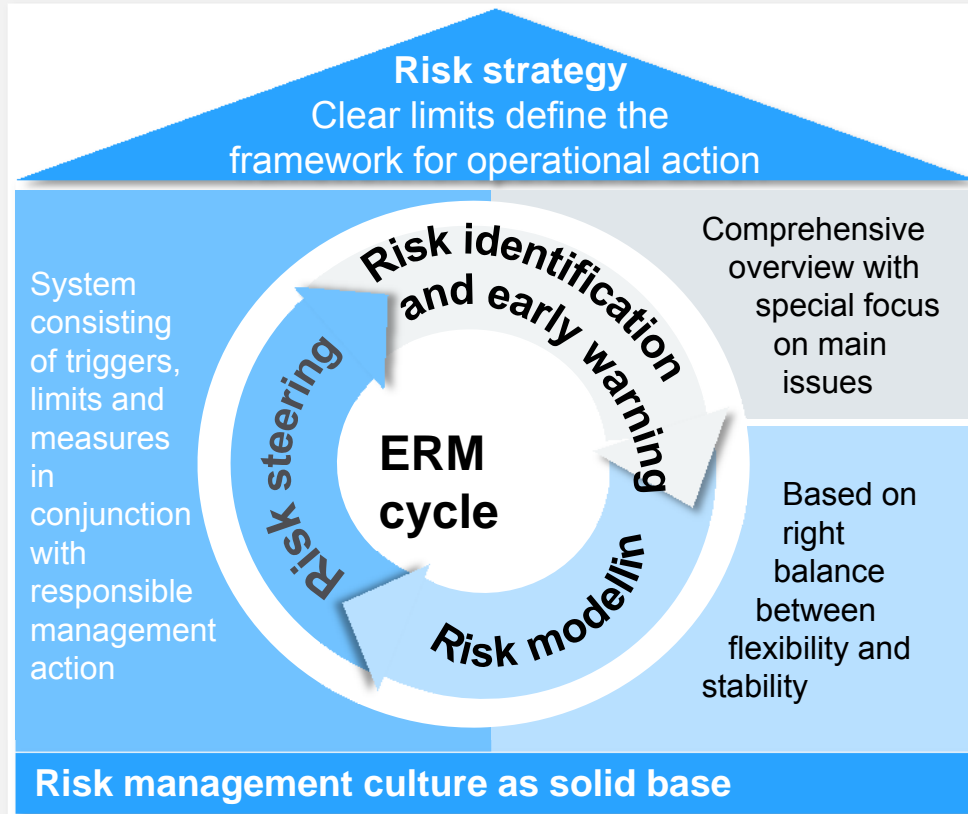 Risk strategy
Clear limits define the
framework for operational action
System
consisting
of triggers,
limits and
measures
in
conjunction
with
responsible
management
action
Risk identification
and early warning
Comprehensive
overview with
special focus
on main
issues
Risk steering
ERM
cycle
Risk modellin
Based on
right
balance
between
flexibility and
stability
Risk management culture as solid base